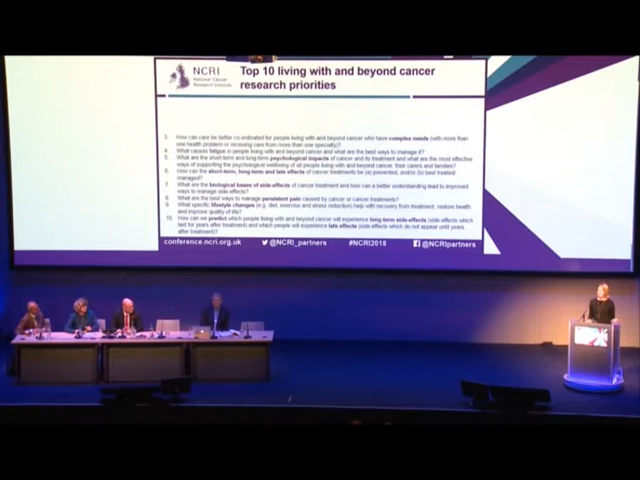 NCRI
National Cancer
Research Institute
Top 10 living with and beyond cancer
research priorities
3. How can care be better co-ordinated for people living with and beyond cancer who have complex needs (with more
than one health problem or receiving care from more than one specialty)?
4. What causes fatigue in people living with and beyond cancer and what are the best ways to manage it?
5. What are the short-term and long-term psychological impacts of cancer and its treatment and what are the most effective
ways of supporting the psychological wellbeing of all people living with and beyond cancer, their carers and families?
6. How can the short-term, long-term and late effects of cancer treatments be (a) prevented, and/or (b) best treated/
managed?
7. What are the biological bases of side-effects of cancer treatment and how can a better understanding lead to improved
ways to manage side-effects?
8. What are the best ways to manage persistent pain caused by cancer or cancer treatments?
9. What specific lifestyle changes (e.g. diet, exercise and stress reduction) help with recovery from treatment, restore health
and improve quality of life?
10. How can we predict which people living with and beyond cancer will experience long-term side-effects (side-effects which
last for years after treatment) and which people will experience late effects (side-effects which do not appear until years
after treatment)?
conference.ncri.org.uk @NCRI_partners #NCRI2018 @NCRIpartners